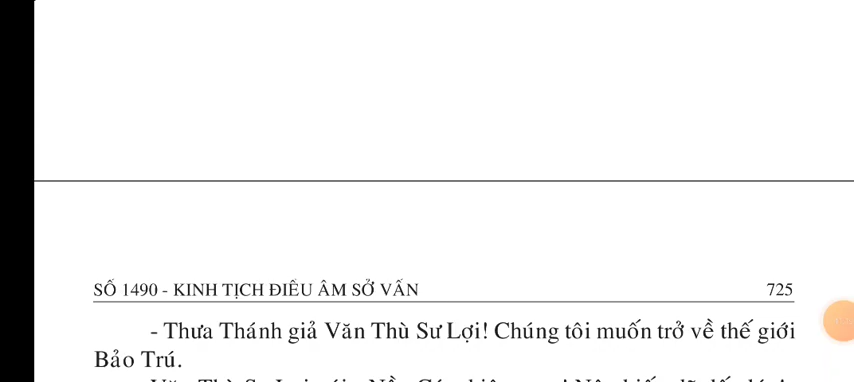 SỐ 1490 - KINH TỊCH ĐIỀU ÂM SỞ VẤN 725
- Thưa Thánh giả Văn Thù Sư Lợi! Chúng tôi muốn trở về thế giới
Bảo Trú.